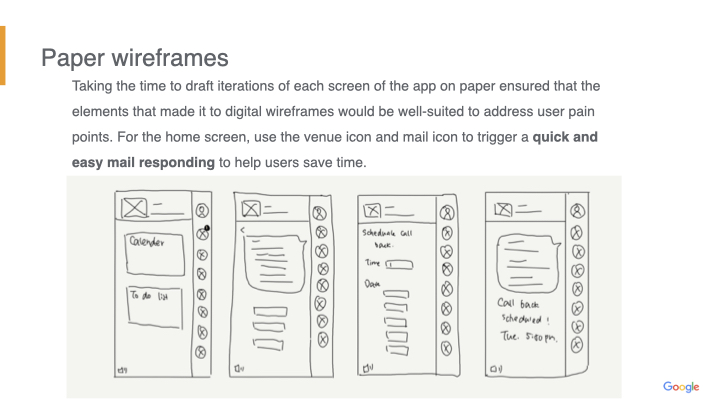 Paper wireframes
Taking the time to draft iterations of each screen of the app on paper ensured that the
elements that made it to digital wireframes would be well-suited to address user pain
points. For the home screen, use the venue icon and mail icon to trigger a quick and
easy mail responding to help users save time.
Calender
To do list
Schedule call
back.
Time
Date
Call back
scheduled!
Tue. 5:00pm.
Google